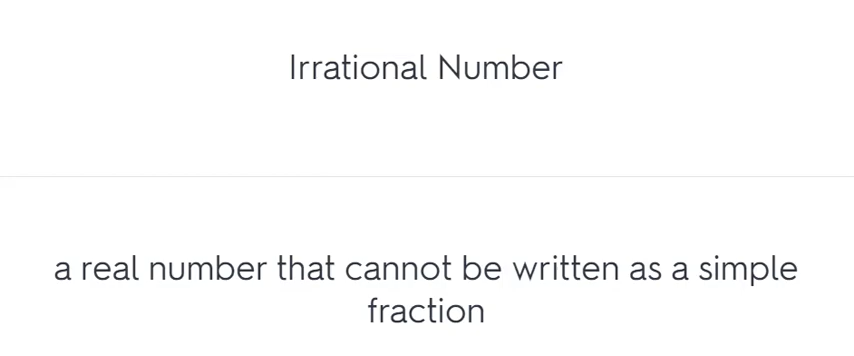 Irrational Number
a real number that cannot be written as a simple
fraction